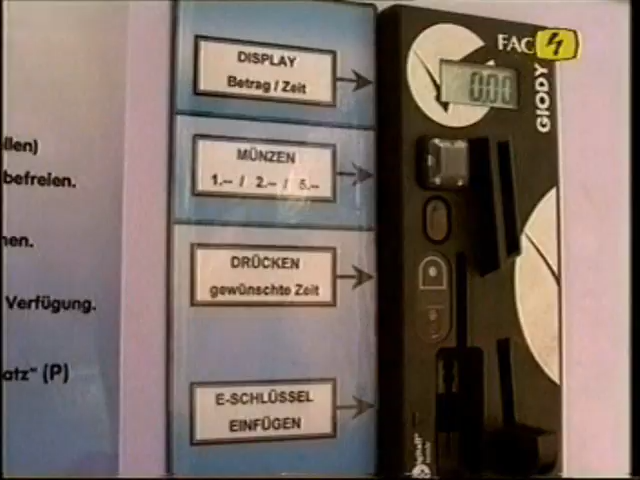 DISPLAY
Betrag / Zeit
MÜNZEN
1.-- / 2.-- / 5.--
DRÜCKEN
gewünschte Zeit
E-SCHLÜSSEL
EINFÜGEN
llen)
befreien.
nen.
Verfügung.
atz" (P)
FAC
0.00
GIODY